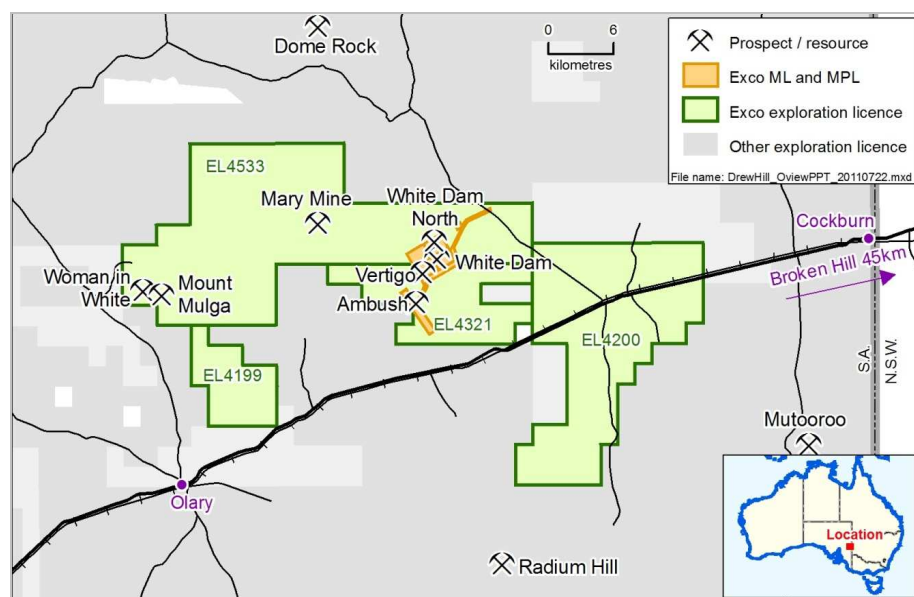 Dome Rock
0 6
kilometres
Prospect / resource
Exco ML and MPL
Exco exploration licence
Other exploration licence
File name: DrewHill_OviewPPT_20110722.mxd
EL4533
Mary Mine
White Dam
North
White Dam
Vertigo
Ambush
Woman in
White
Mount
Mulga
EL4321
EL4199
EL4200
Cockburn
Broken Hill 45km
S.A.
N.S.W.
Olary
Mutooroo
Radium Hill
Location